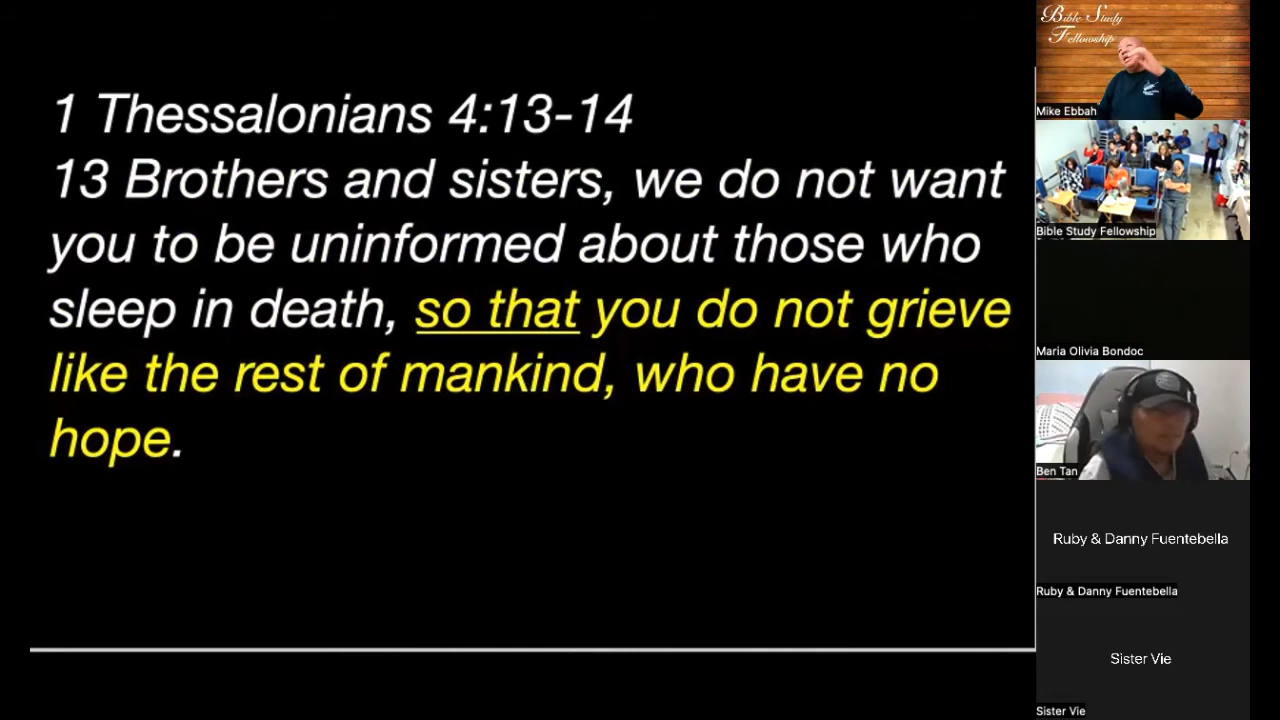 1 Thessalonians 4:13-14
13 Brothers and sisters, we do not want
you to be uninformed about those who
sleep in death, so that you do not grieve
like the rest of mankind, who have no
hope.
Bible Study
Fellowship
Mike Ebbah
Bible Study Fellowship
Maria Olivia Bondoc
Ben Tan
Ruby & Danny Fuentebella
Ruby & Danny Fuentebella
Sister Vie
Sister Vie